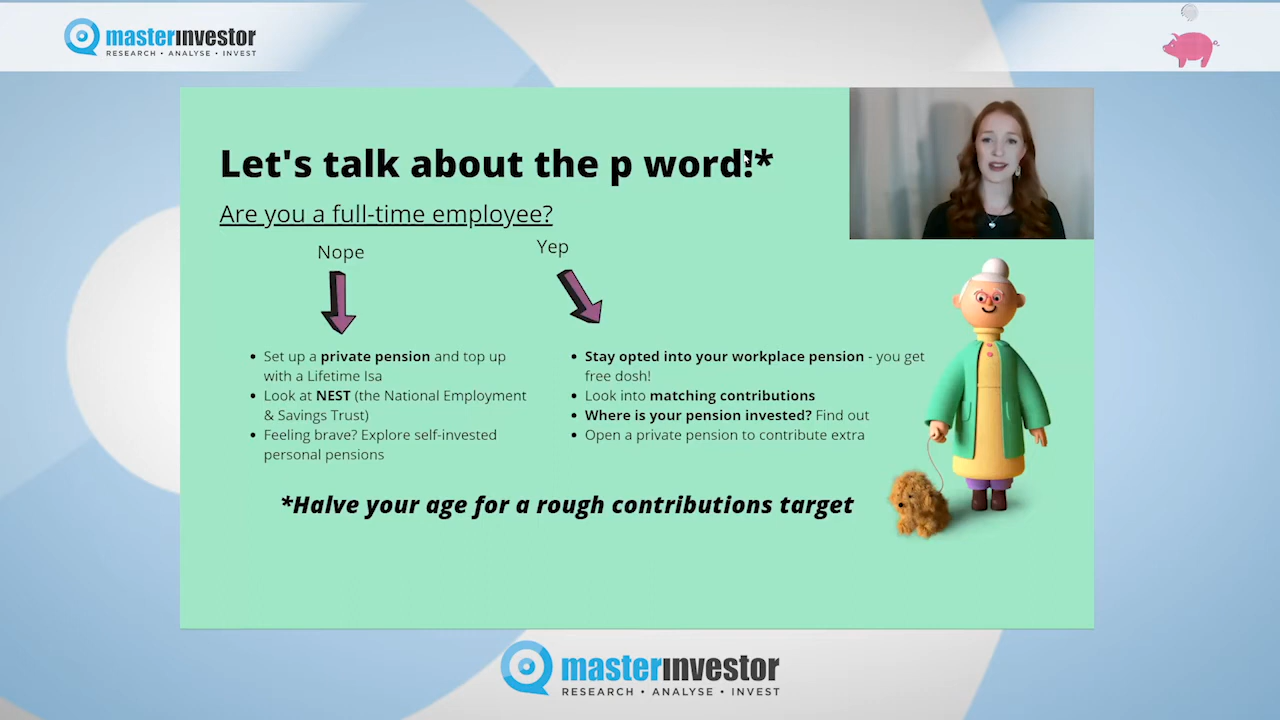 masterinvestor
RESEARCH • ANALYSE • INVEST
Let's talk about the p word!*
Are you a full-time employee?
Nope
Yep
• Set up a private pension and top up
with a Lifetime Isa
• Look at NEST (the National Employment
& Savings Trust)
• Feeling brave? Explore self-invested
personal pensions
• Stay opted into your workplace pension - you get
free dosh!
• Look into matching contributions
• Where is your pension invested? Find out
• Open a private pension to contribute extra
*Halve your age for a rough contributions target
masterinvestor
RESEARCH • ANALYSE • INVEST